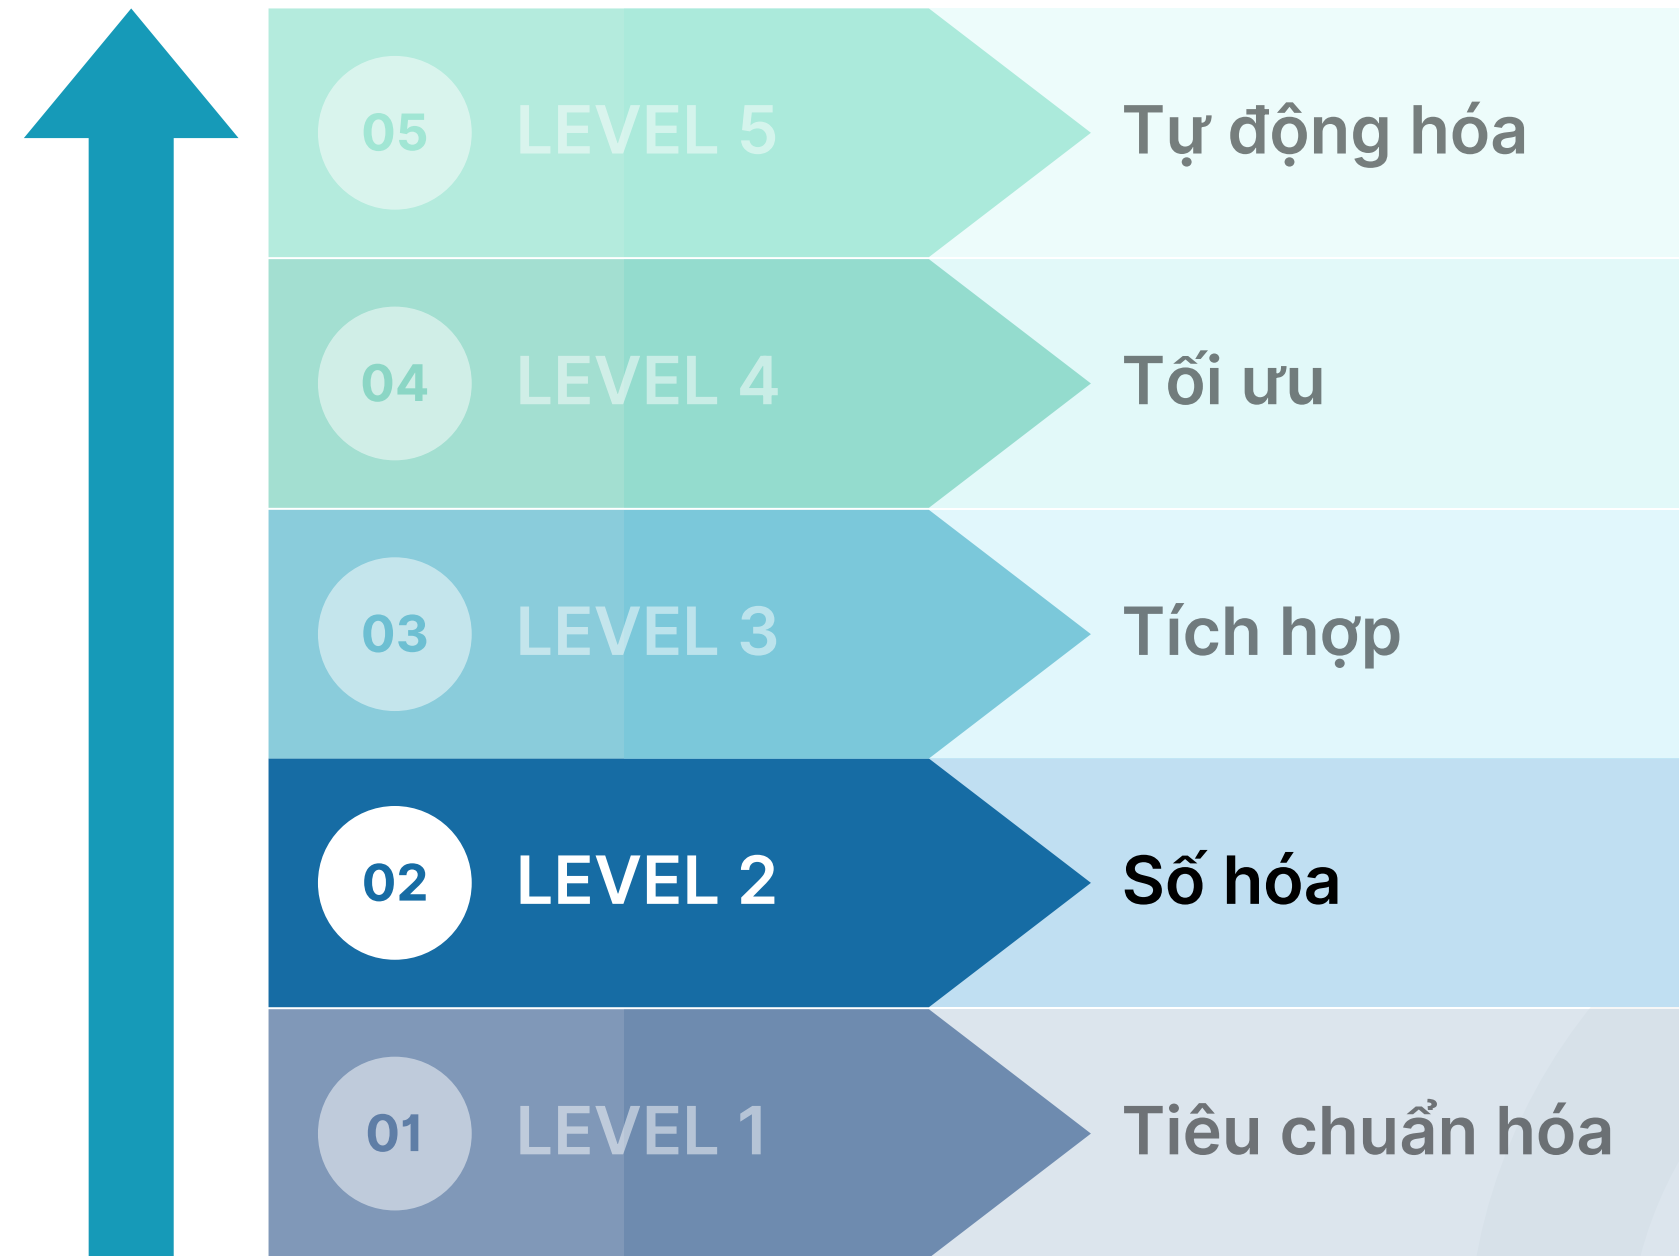 05 LEVEL 5 Tự động hóa
04 LEVEL 4 Tối ưu
03 LEVEL 3 Tích hợp
02 LEVEL 2 Số hóa
01 LEVEL 1 Tiêu chuẩn hóa